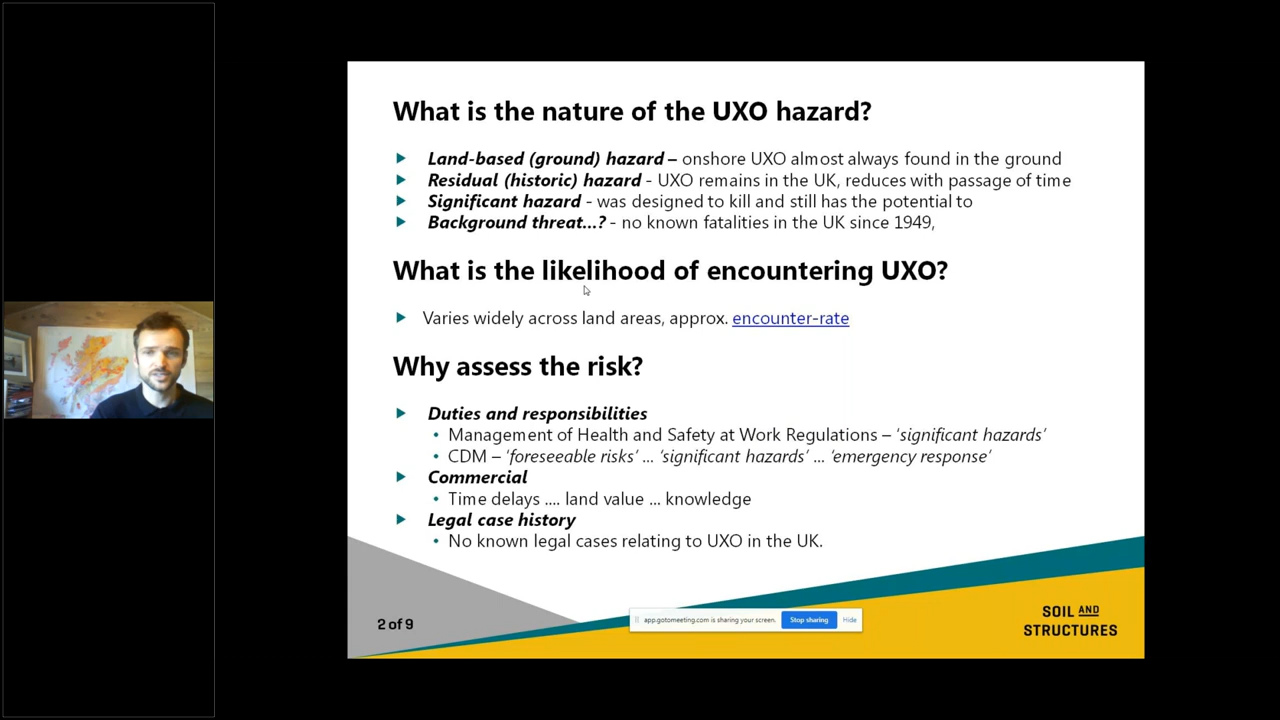 What is the nature of the UXO hazard?
Land-based (ground) hazard – onshore UXO almost always found in the ground
Residual (historic) hazard - UXO remains in the UK, reduces with passage of time
Significant hazard - was designed to kill and still has the potential to
Background threat...? - no known fatalities in the UK since 1949,
What is the likelihood of encountering UXO?
Varies widely across land areas, approx. encounter-rate
Why assess the risk?
Duties and responsibilities
• Management of Health and Safety at Work Regulations – ‘significant hazards’
• CDM – ‘foreseeable risks’ ... ‘significant hazards’ ... ‘emergency response’
Commercial
• Time delays .... land value ... knowledge
Legal case history
• No known legal cases relating to UXO in the UK.
2 of 9
app.gotomeeting.com is sharing your screen.
Stop sharing
Hide
SOIL AND
STRUCTURES